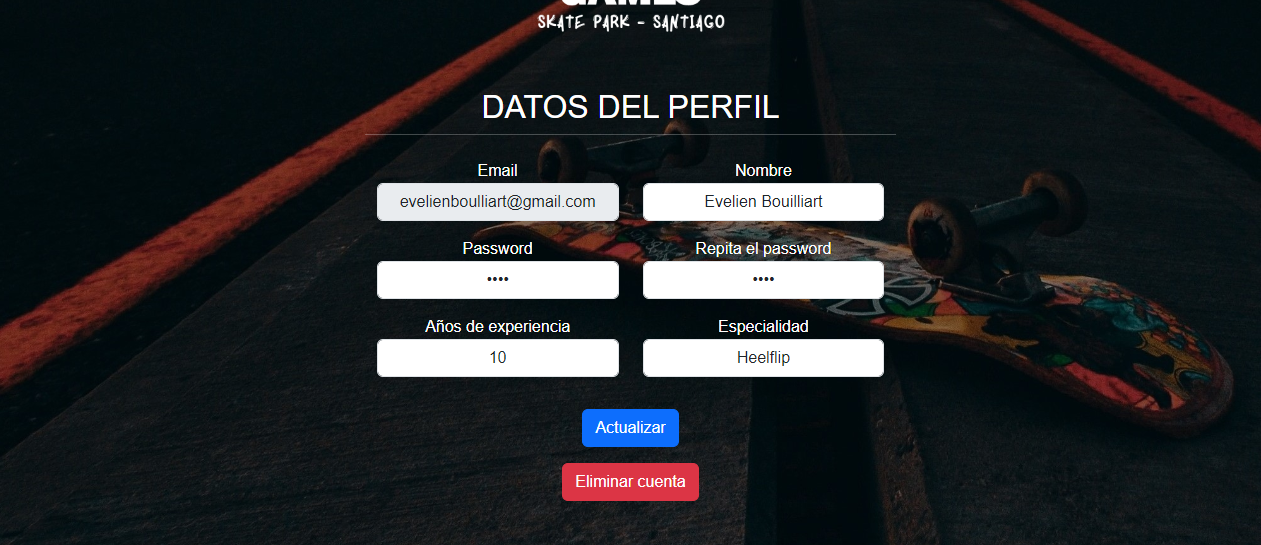 GAMES
SKATE PARK - SANTIAGO
DATOS DEL PERFIL
Email
Nombre
evelienboulliart@gmail.com
Evelien Bouilliart
Password
Repita el password
••••
••••
Años de experiencia
Especialidad
10
Heelflip
Actualizar
Eliminar cuenta